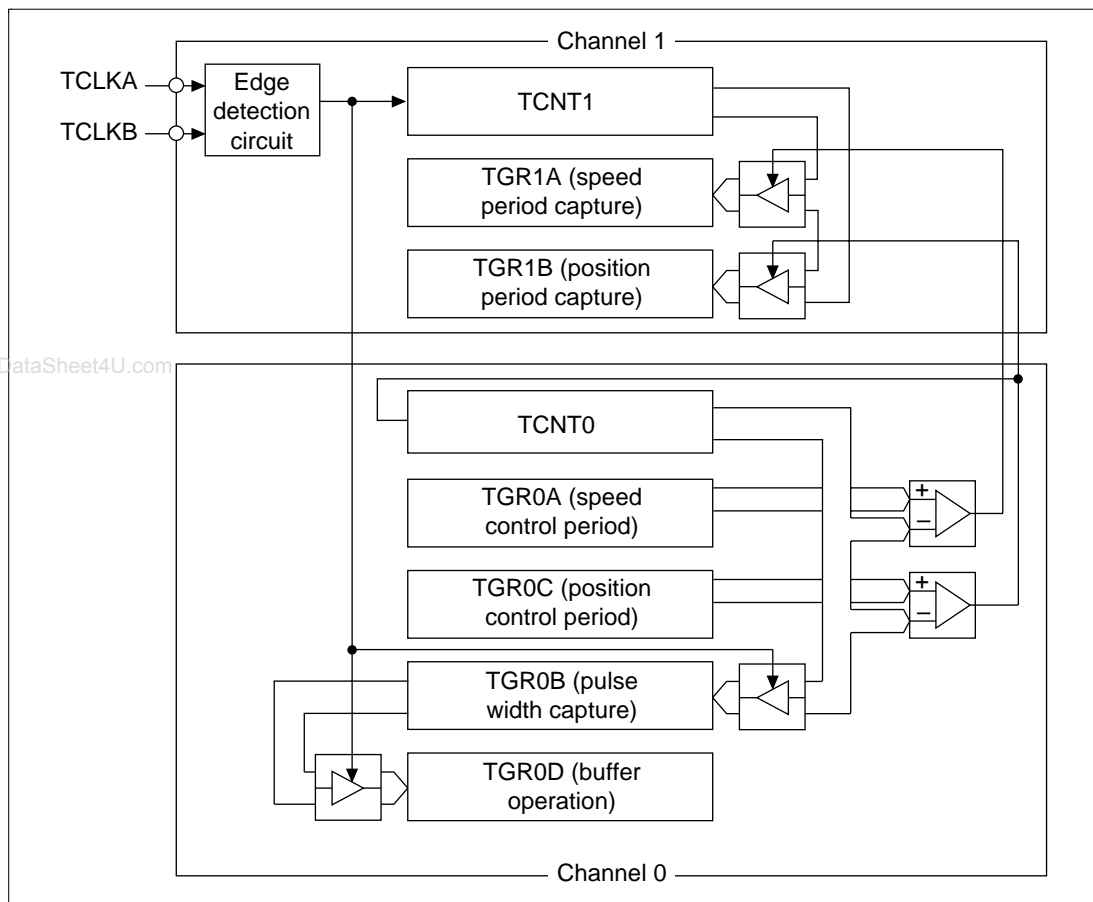 Channel 1
TCLKA
TCLKB
Edge
detection
circuit
TCNT1
TGR1A (speed
period capture)
TGR1B (position
period capture)
DataSheet4U.com
TCNT0
TGR0A (speed
control period)
+
−
TGR0C (position
control period)
+
−
TGR0B (pulse
width capture)
TGR0D (buffer
operation)
Channel 0